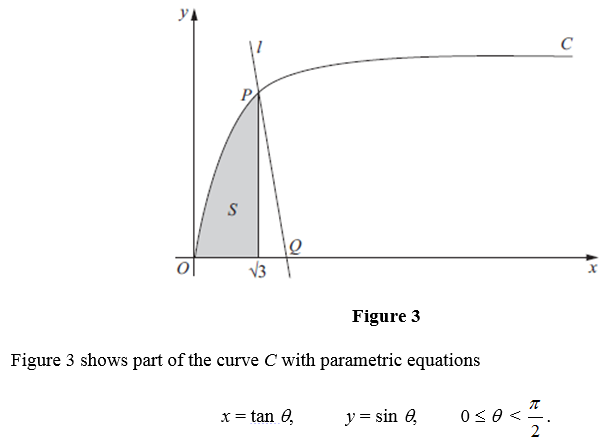 y
l
C
P
S
Q
O
√3
x
Figure 3
Figure 3 shows part of the curve C with parametric equations
x = tan θ, y = sin θ, 0 ≤ θ < π/2.